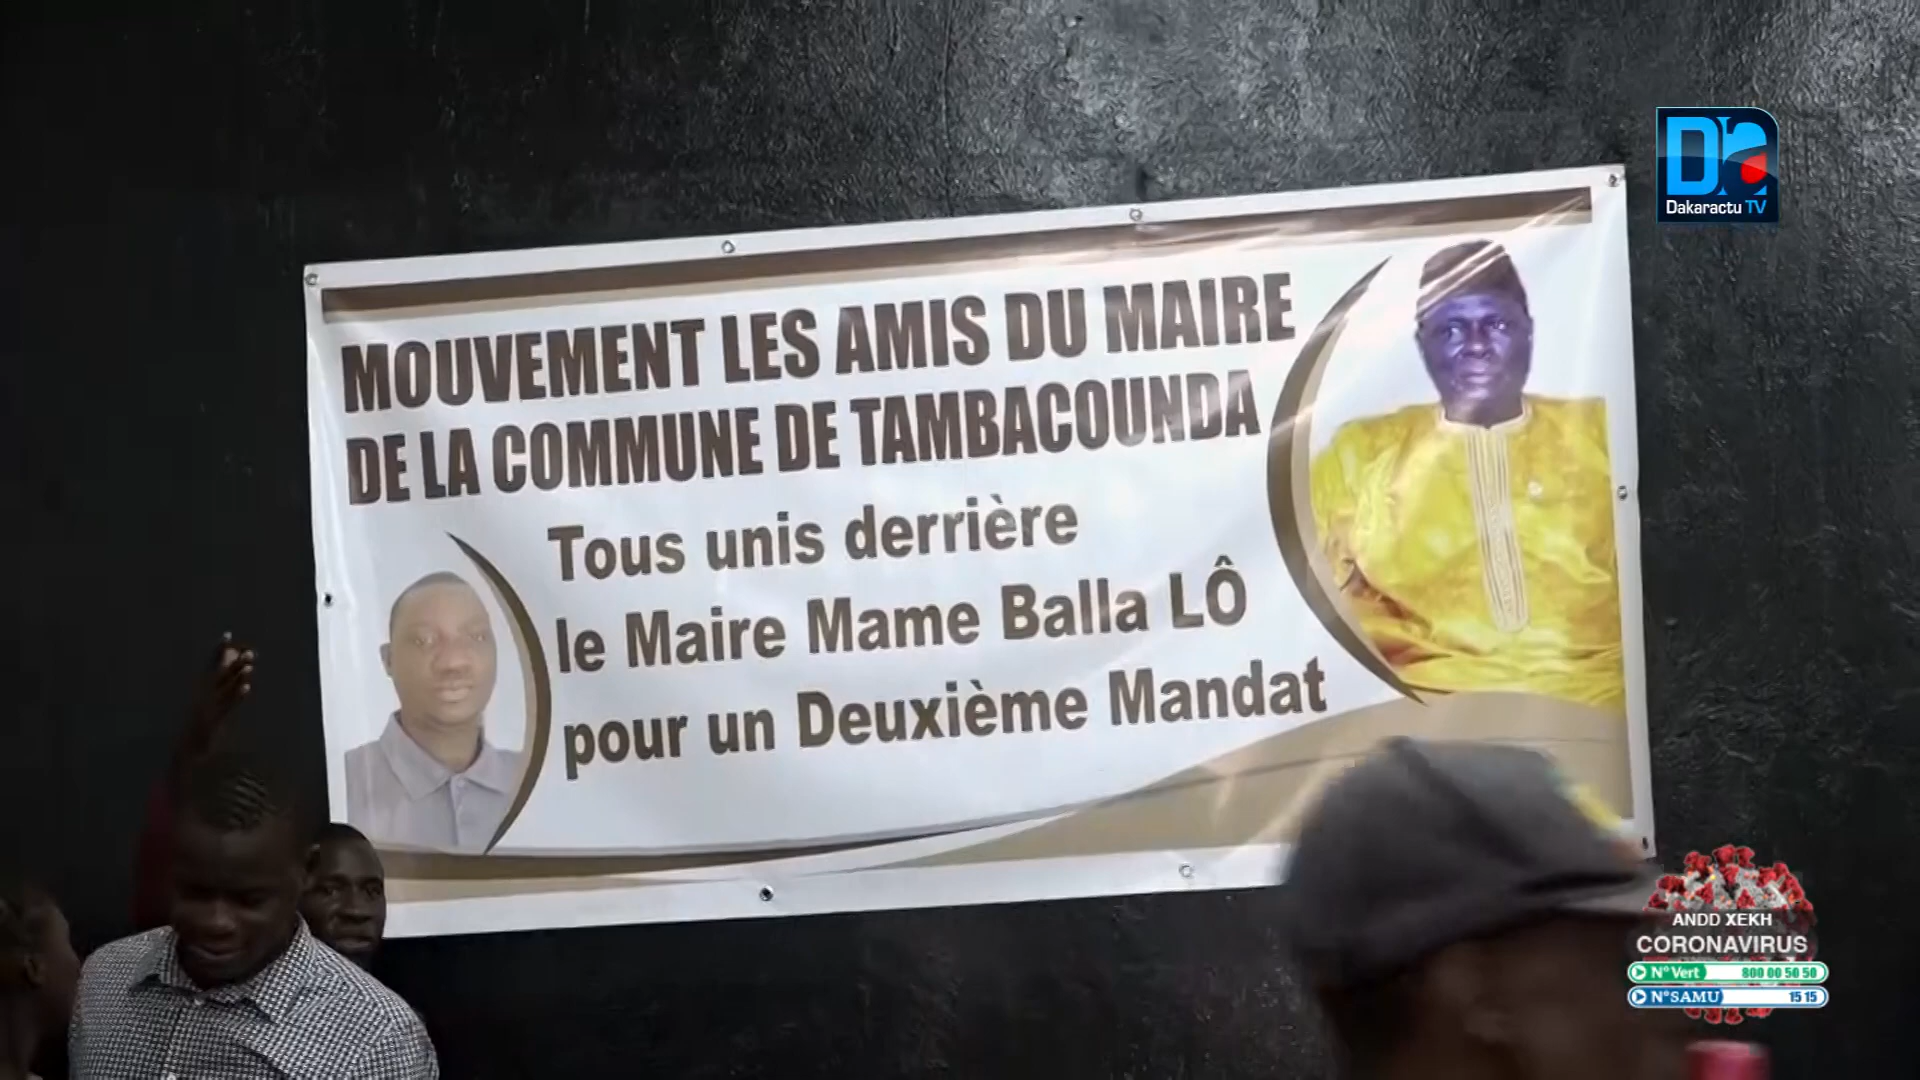 Dakaractu TV
MOUVEMENT LES AMIS DU MAIRE
DE LA COMMUNE DE TAMBACOUNDA
Tous unis derrière
le Maire Mame Balla LÔ
pour un Deuxième Mandat
ANDD XEKH
CORONAVIRUS
N° Vert 800 00 50 50
N° SAMU 15 15